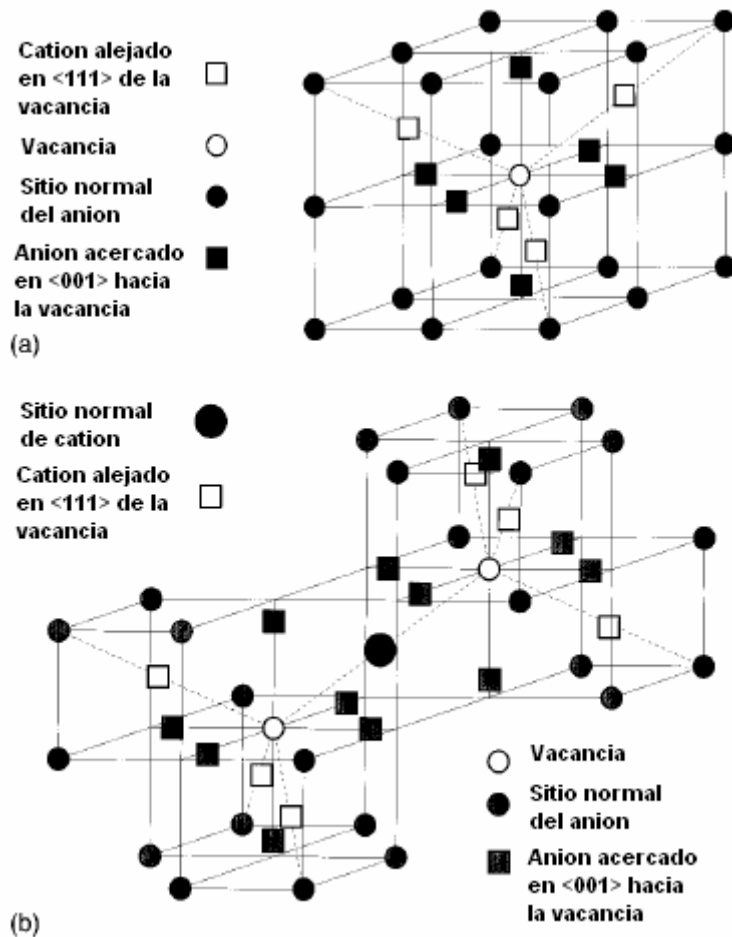 Cation alejado
en <111> de la
vacancia
Vacancia
Sitio normal
del anion
Anion acercado
en <001> hacia
la vacancia
(a)
Sitio normal
de cation
Cation alejado
en <111> de la
vacancia
Vacancia
Sitio normal
del anion
Anion acercado
en <001> hacia
la vacancia
(b)